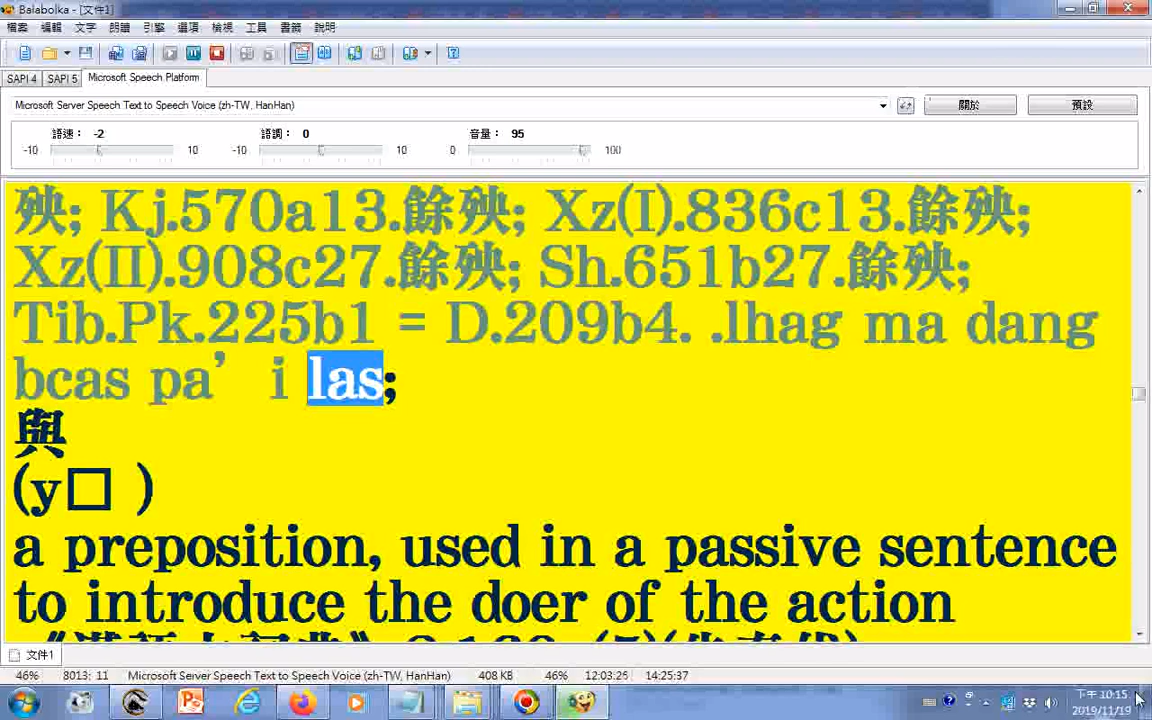 Balabolka - [文件1]
檔案 編輯 文字 朗讀 引擎 選項 檢視 工具 書籤 說明
SAPI 4 SAPI 5 Microsoft Speech Platform
Microsoft Server Speech Text to Speech Voice (zh-TW, HanHan) 關於 預設
語速： -2 語調： 0 音量： 95
-10 10 -10 10 0 100
殃; Kj.570a13.餘殃; Xz(I).836c13.餘殃;
Xz(II).908c27.餘殃; Sh.651b27.餘殃;
Tib.Pk.225b1 = D.209b4. .lhag ma dang
bcas pa’ i las;
與
(y□ )
a preposition, used in a passive sentence
to introduce the doer of the action
文件1
46% 8013: 11 Microsoft Server Speech Text to Speech Voice (zh-TW, HanHan) 408 KB 46% 12:03:25 14:25:37
下午 10:15
2019/11/19